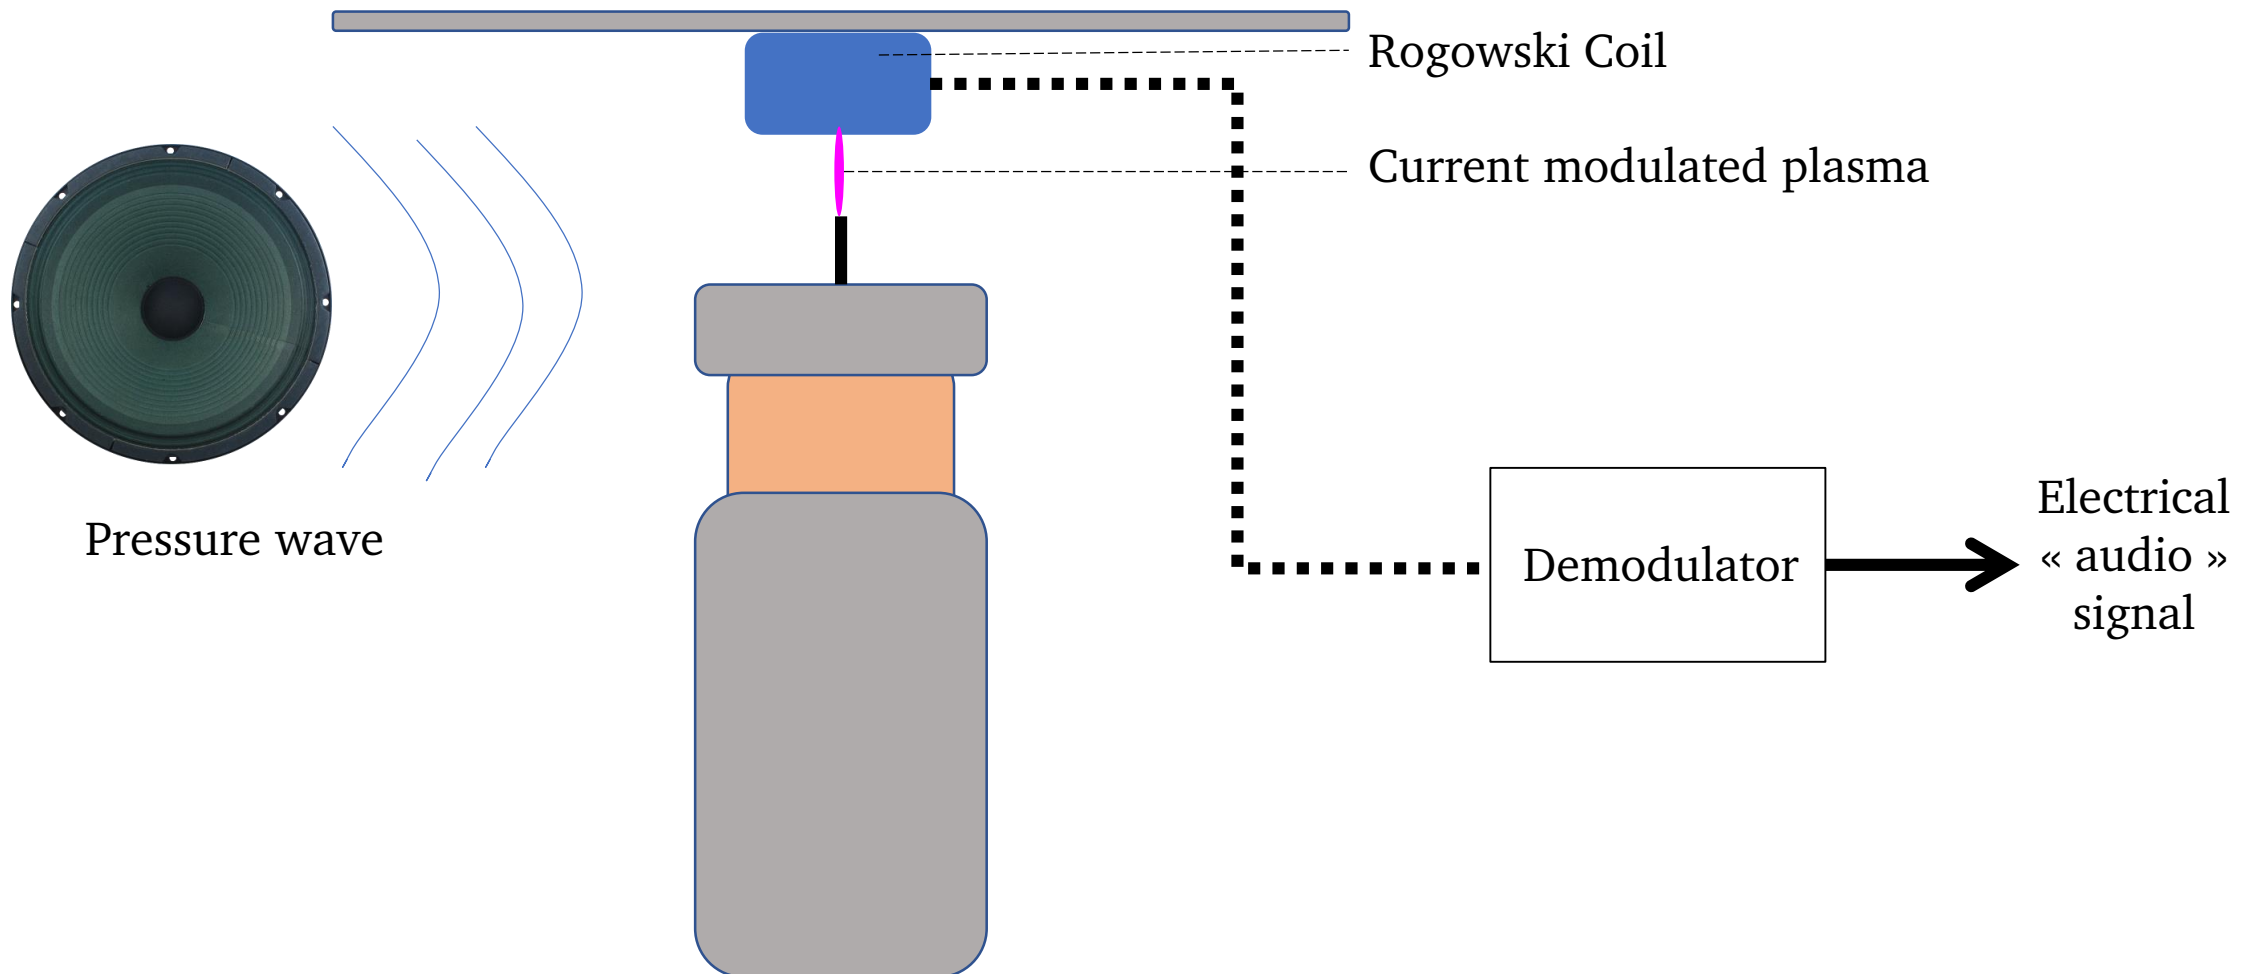 Rogowski Coil
Current modulated plasma
Pressure wave
Demodulator
Electrical
« audio »
signal